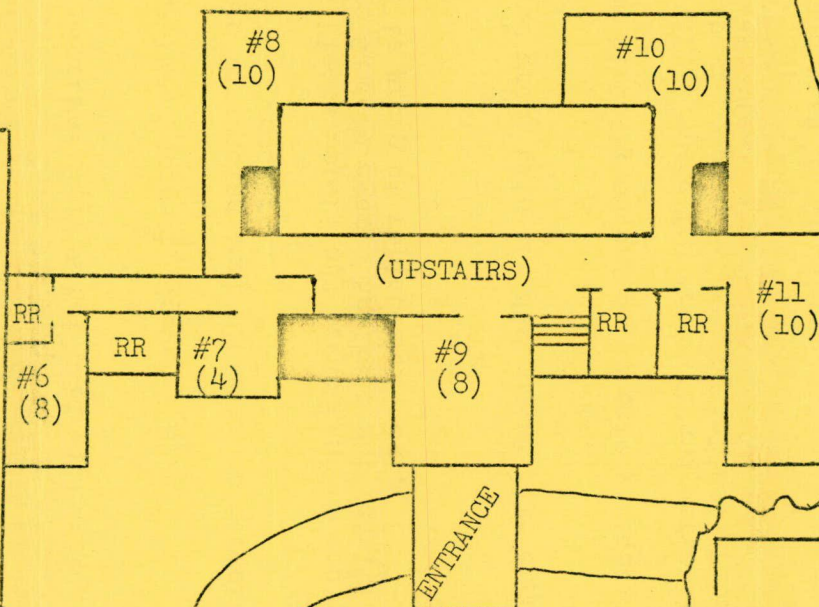 #8
(10)
#10
(10)
(UPSTAIRS)
#11
(10)
RR
RR
#7
(4)
#9
(8)
RR
RR
#6
(8)
ENTRANCE